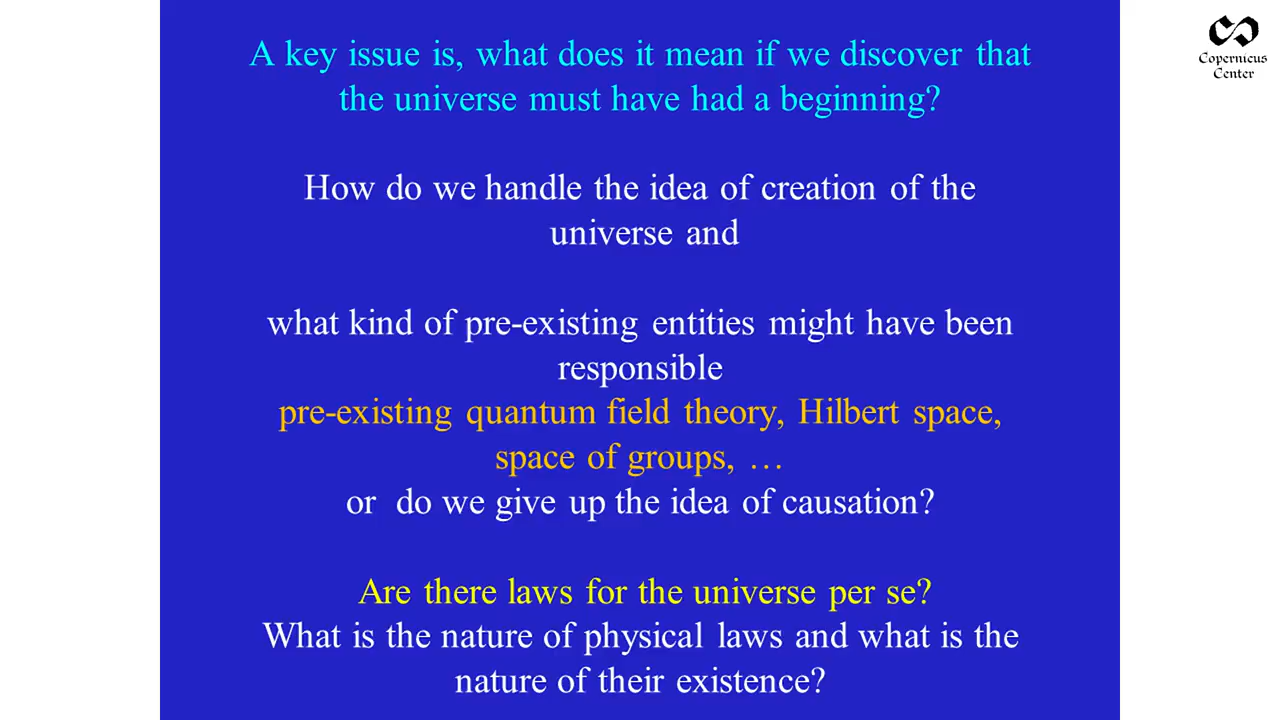 A key issue is, what does it mean if we discover that
the universe must have had a beginning?
How do we handle the idea of creation of the
universe and
what kind of pre-existing entities might have been
responsible
pre-existing quantum field theory, Hilbert space,
space of groups, …
or do we give up the idea of causation?
Are there laws for the universe per se?
What is the nature of physical laws and what is the
nature of their existence?
Copernicus
Center